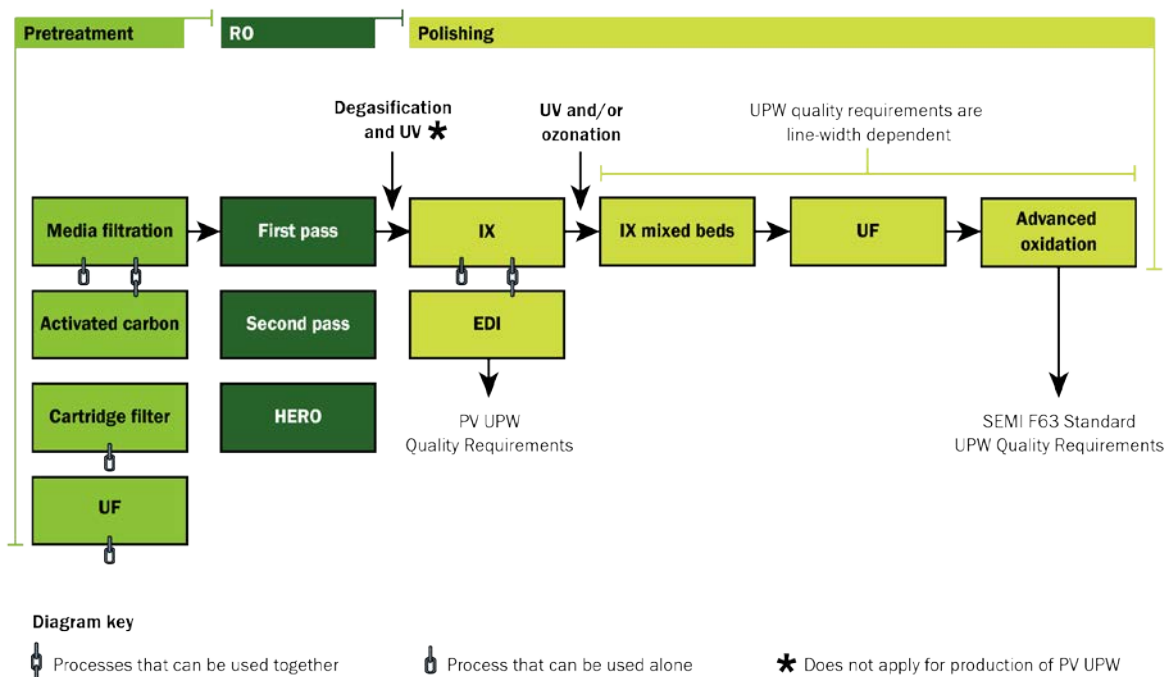 Pretreatment
RO
Polishing
Degasification
and UV *
UV and/or
ozonation
UPW quality requirements are
line-width dependent
Media filtration
First pass
IX
IX mixed beds
UF
Advanced
oxidation
Activated carbon
Second pass
EDI
Cartridge filter
HERO
PV UPW
Quality Requirements
SEMI F63 Standard
UPW Quality Requirements
UF
Diagram key
Processes that can be used together
Process that can be used alone
* Does not apply for production of PV UPW